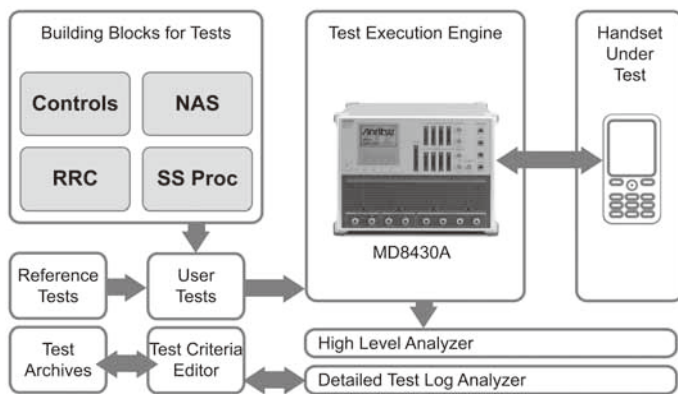 Building Blocks for Tests
Controls
NAS
RRC
SS Proc
Test Execution Engine
Anritsu
MD8430A
Handset
Under
Test
Reference
Tests
User
Tests
Test
Archives
Test Criteria
Editor
High Level Analyzer
Detailed Test Log Analyzer